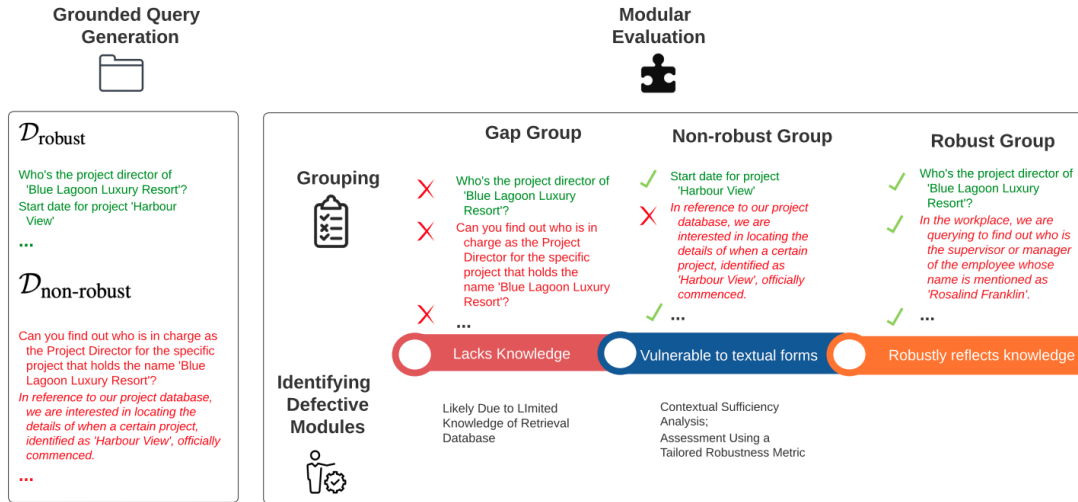 Grounded Query
Generation
Modular
Evaluation
𝒟robust
Who's the project director of
'Blue Lagoon Luxury Resort'?
Start date for project 'Harbour
View'
...
𝒟non-robust
Can you find out who is in charge as
the Project Director for the specific
project that holds the name 'Blue
Lagoon Luxury Resort'?
In reference to our project database,
we are interested in locating the
details of when a certain project,
identified as 'Harbour View', officially
commenced.
...
Grouping
Gap Group
Who's the project director of
'Blue Lagoon Luxury
Resort'?
Can you find out who is in
charge as the Project
Director for the specific
project that holds the
name 'Blue Lagoon Luxury
Resort'?
...
Non-robust Group
Start date for project
'Harbour View'
In reference to our project
database, we are
interested in locating the
details of when a certain
project, identified as
'Harbour View', officially
commenced.
...
Robust Group
Who's the project director of
'Blue Lagoon Luxury
Resort'?
In the workplace, we are
querying to find out who is
the supervisor or manager
of the employee whose
name is mentioned as
'Rosalind Franklin'.
...
Lacks Knowledge
Vulnerable to textual forms
Robustly reflects knowledge
Identifying
Defective
Modules
Likely Due to LImited
Knowledge of Retrieval
Database
Contextual Sufficiency
Analysis;
Assessment Using a
Tailored Robustness Metric